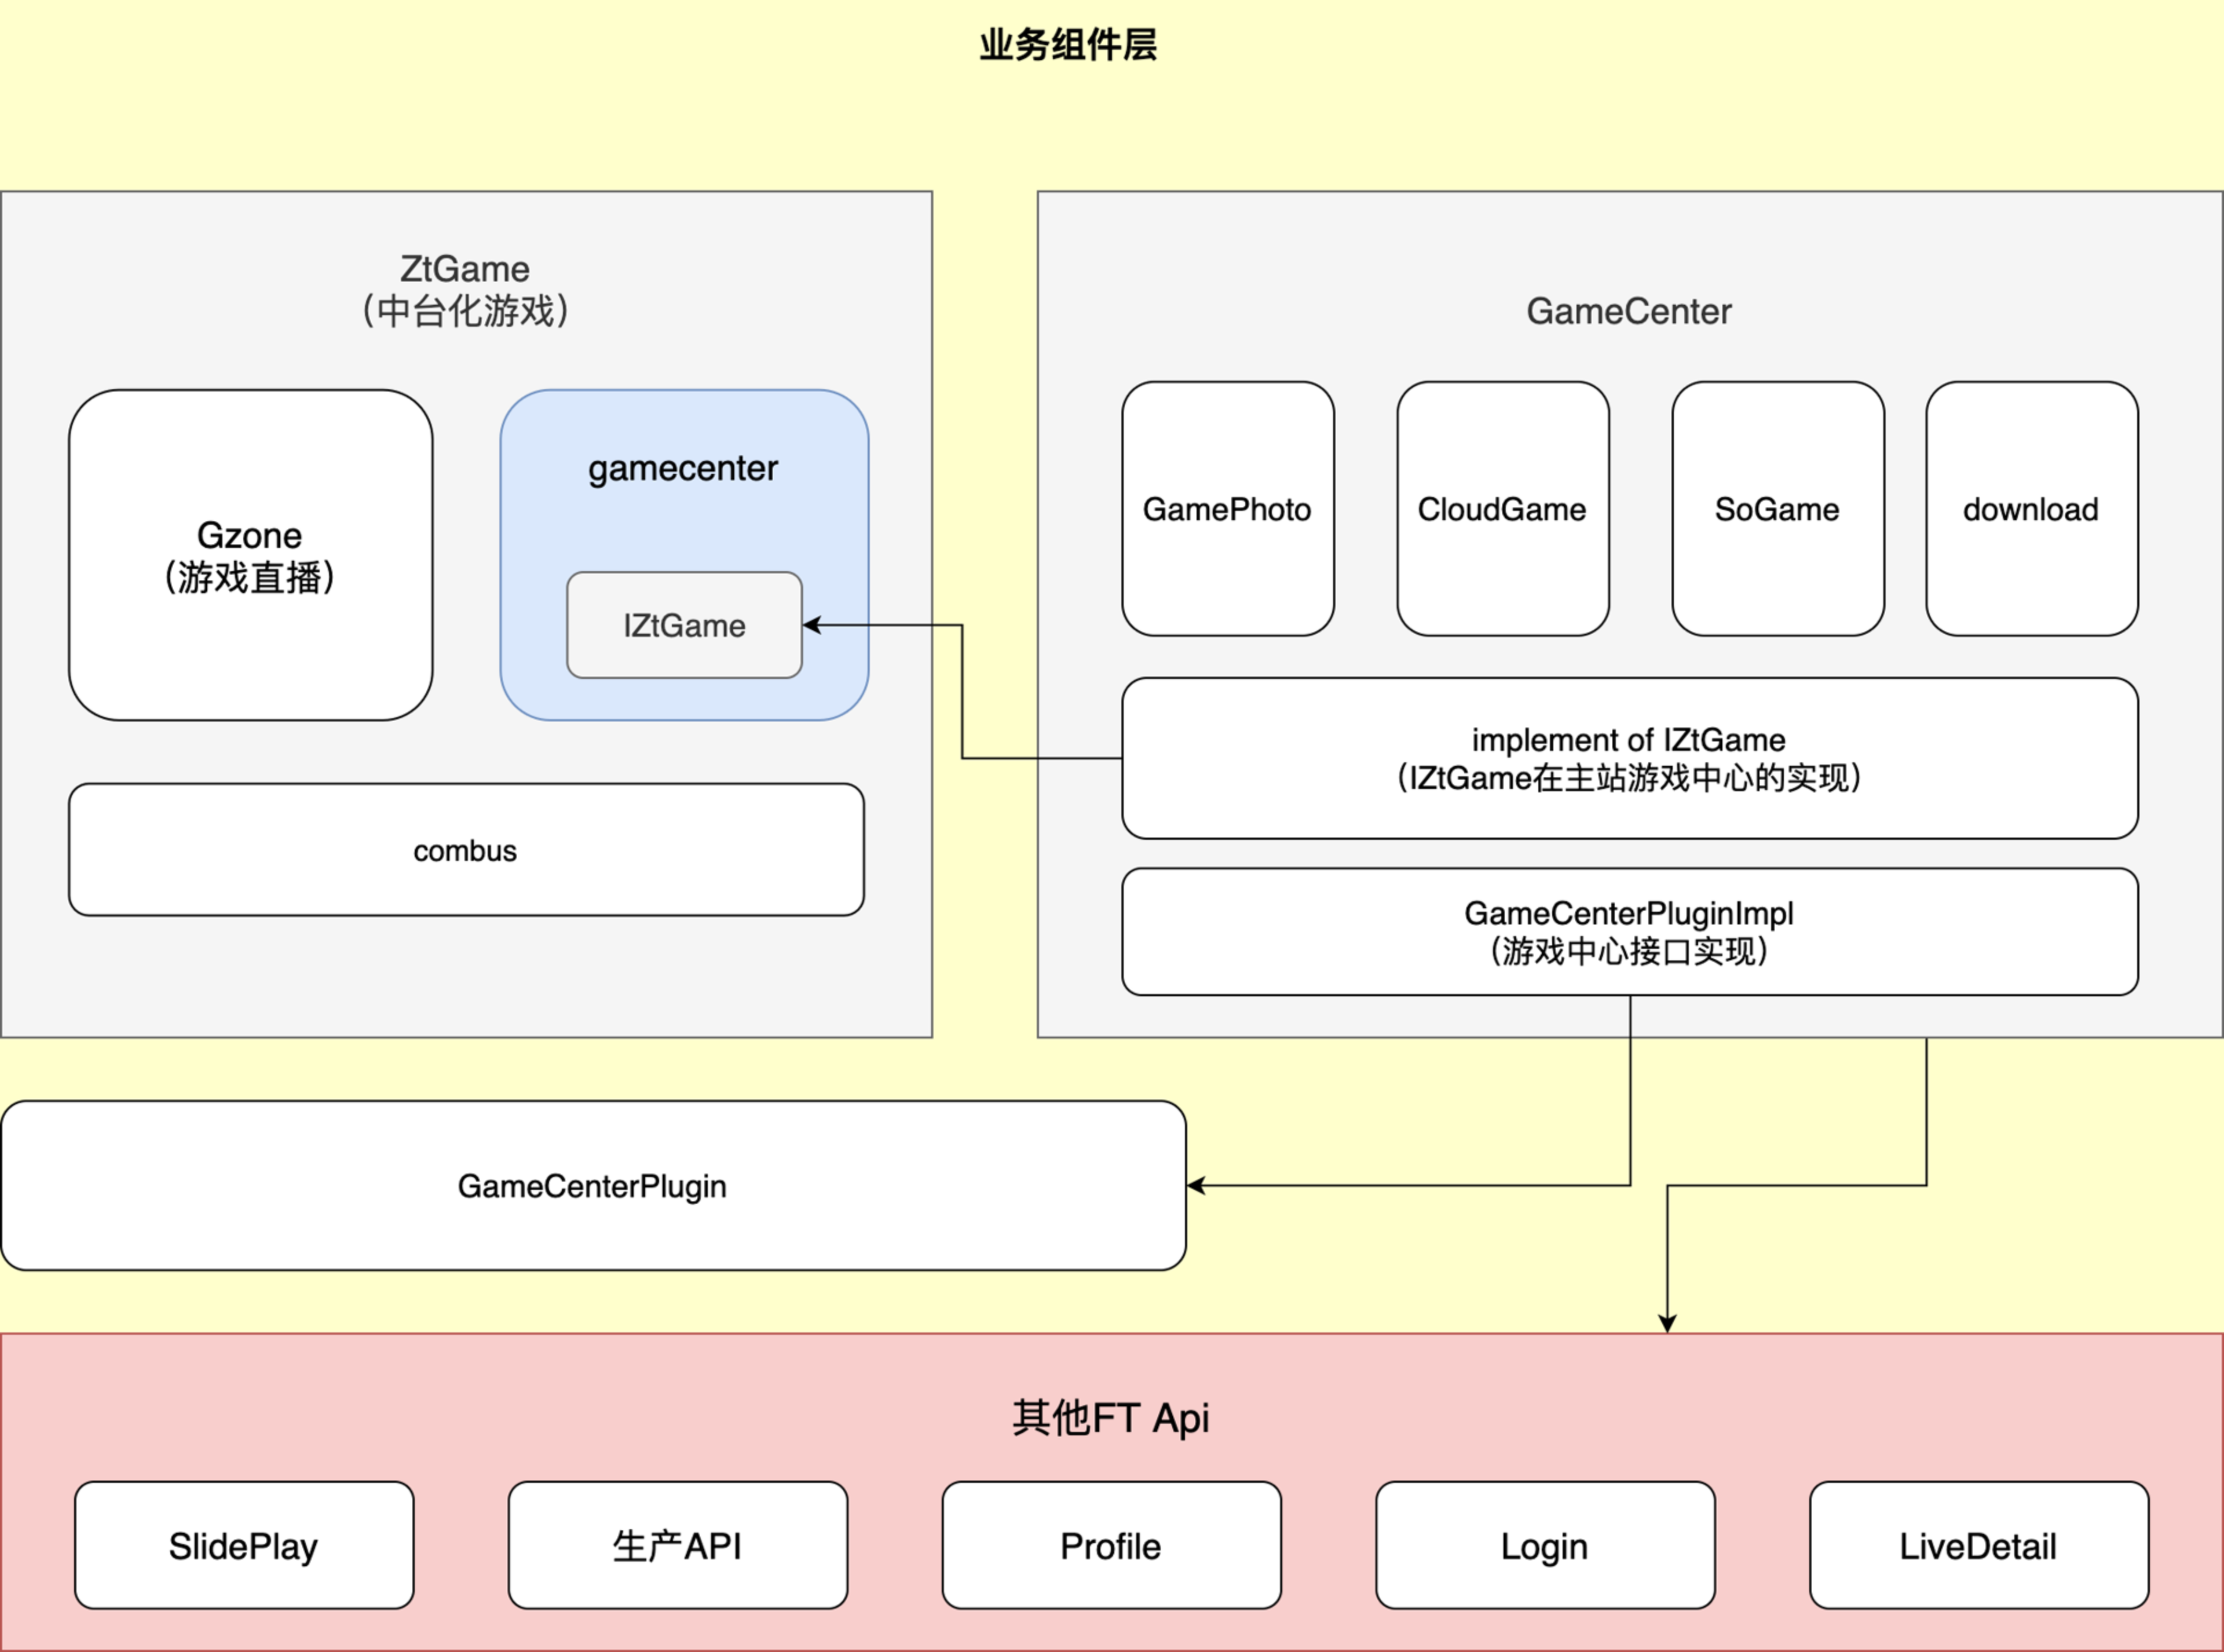 业务组件层
ZtGame
（中台化游戏）
Gzone
（游戏直播）
gamecenter
IZtGame
combus
GameCenter
GamePhoto
CloudGame
SoGame
download
implement of IZtGame
（IZtGame在主站游戏中心的实现）
GameCenterPluginImpl
（游戏中心接口实现）
GameCenterPlugin
其他FT Api
SlidePlay
生产API
Profile
Login
LiveDetail